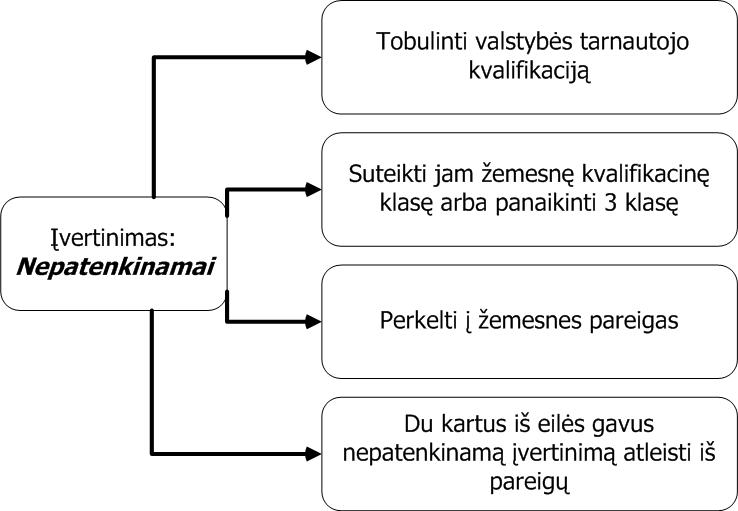 Tobulinti valstybės tarnautojo
kvalifikaciją
Suteikti jam žemesnę kvalifikacinę
klasę arba panaikinti 3 klasę
Įvertinimas:
Nepatenkinamai
Perkelti į žemesnes pareigas
Du kartus iš eilės gavus
nepatenkinamą įvertinimą atleisti iš
pareigų